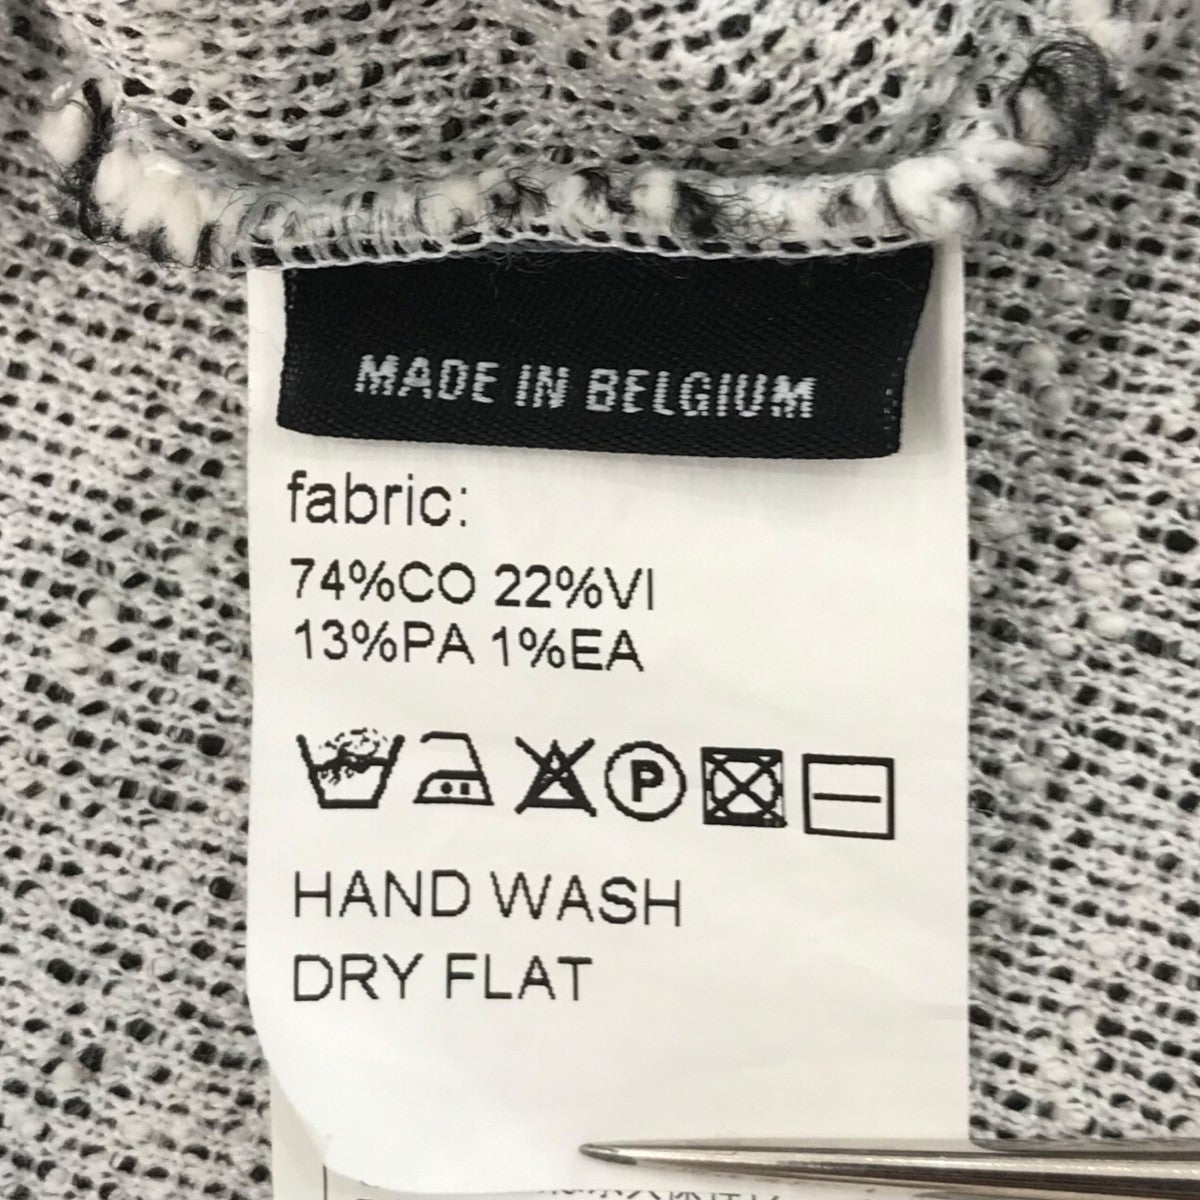 MADE IN BELGIUM
fabric:
74%CO 22%VI
13%PA 1%EA
P
HAND WASH
DRY FLAT